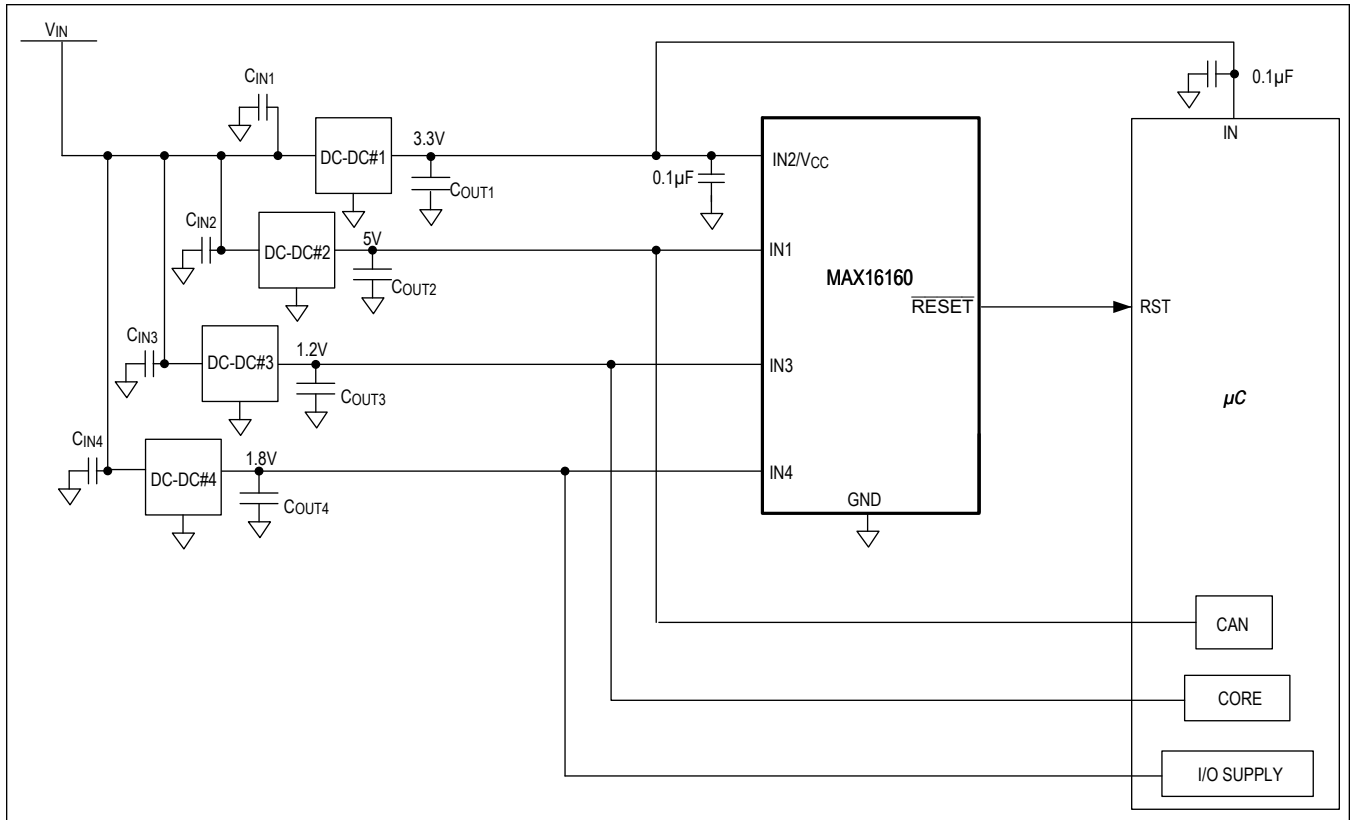 VIN
CIN1
0.1µF
IN
DC-DC#1
3.3V
COUT1
0.1µF
IN2/VCC
CIN2
DC-DC#2
5V
COUT2
IN1
MAX16160
RESET
RST
CIN3
DC-DC#3
1.2V
COUT3
IN3
µC
CIN4
DC-DC#4
1.8V
COUT4
IN4
GND
CAN
CORE
I/O SUPPLY